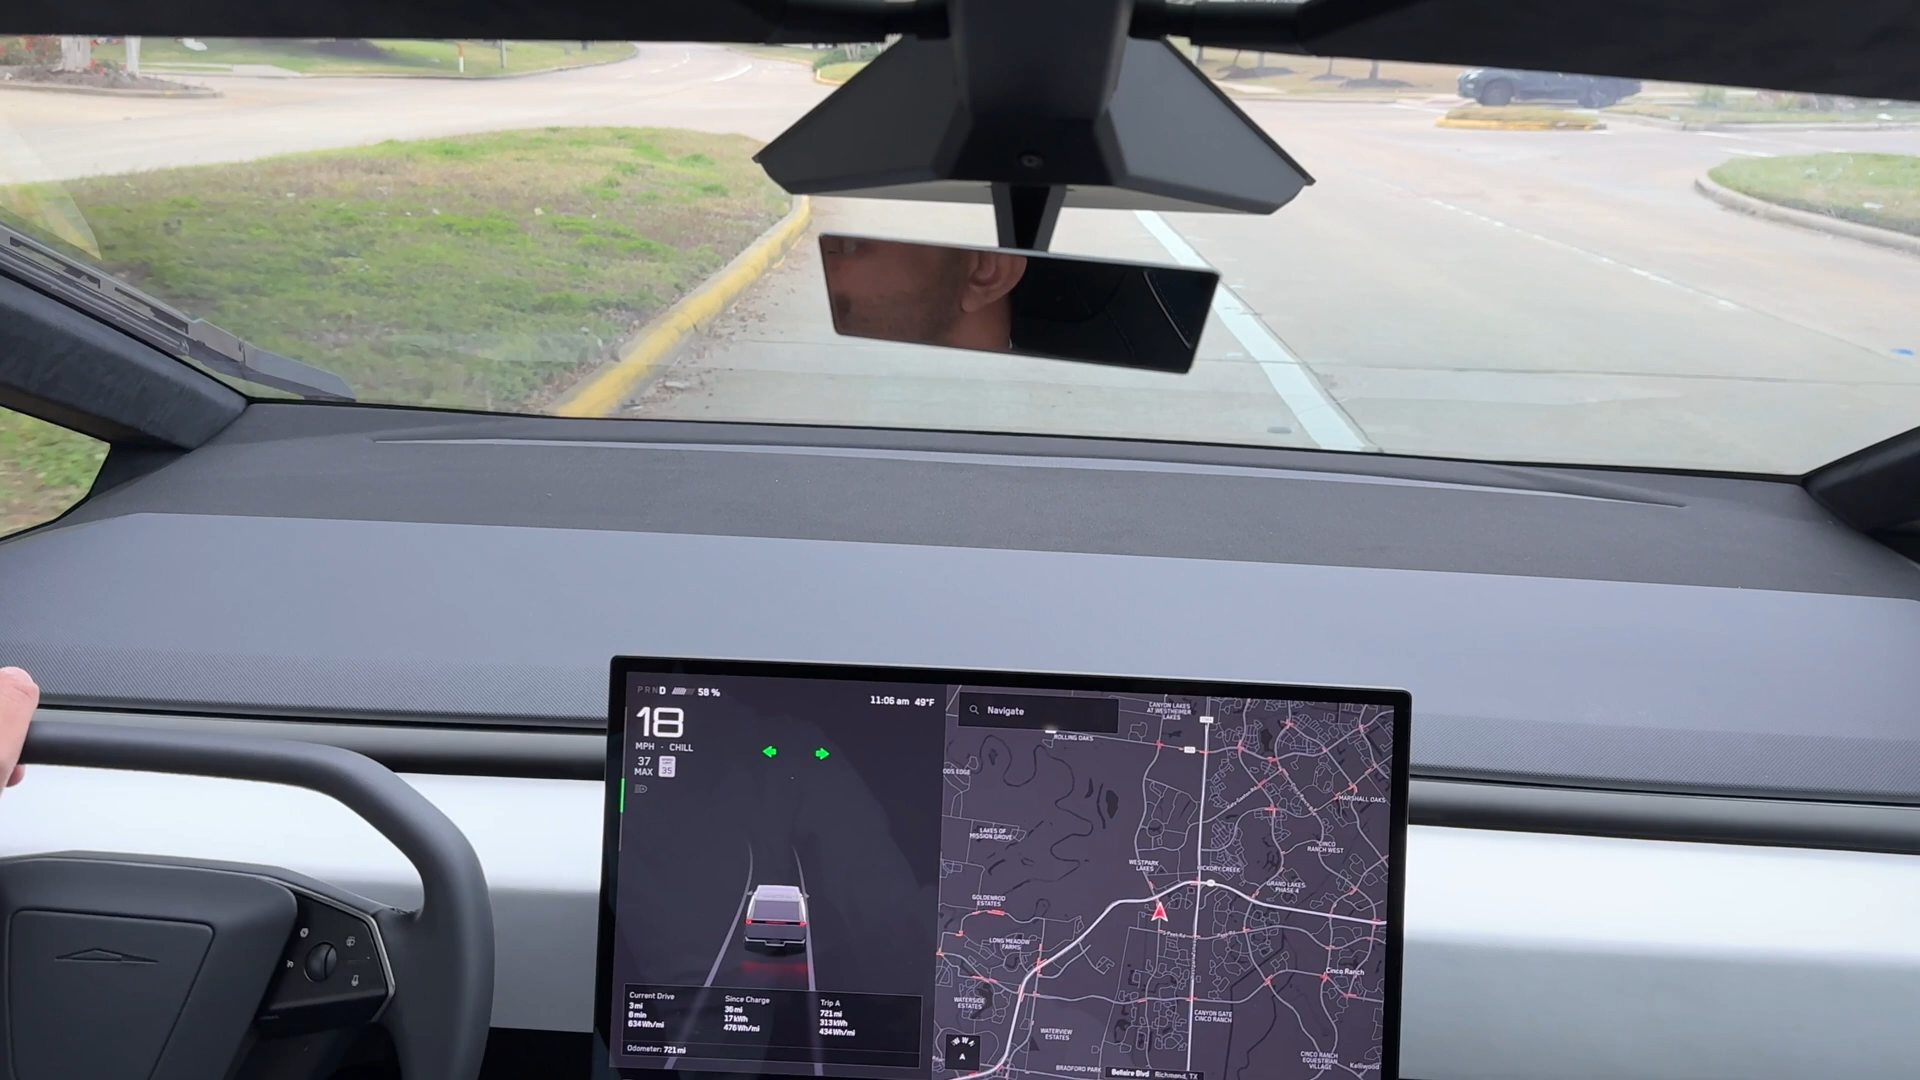 PRND 58 %
11:06 am 49°F
18
MPH - CHILL
37
MAX
35
Navigate
CANYON LAKES
AT WESTHEIMER
LAKES
ROLLING OAKS
MARSHALL OAKS
LAKES OF
MISSION GROVE
CINCO
RANCH WEST
WESTPARK
LAKES
HICKORY CREEK
GRAND LAKES
PHASE 4
GOLDENROD
ESTATES
LONG MEADOW
FARMS
Cinco Ranch
WATERSIDE
ESTATES
CANYON GATE
CINCO RANCH
WATERVIEW
ESTATES
CINCO RANCH
EQUESTRIAN
VILLAGE
BRADFORD PARK
Bellaire Blvd Richmond, TX
Current Drive
3 mi
8 min
634 Wh/mi
Since Charge
36 mi
17 kWh
476 Wh/mi
Trip A
721 mi
313 kWh
434 Wh/mi
Odometer: 721 mi